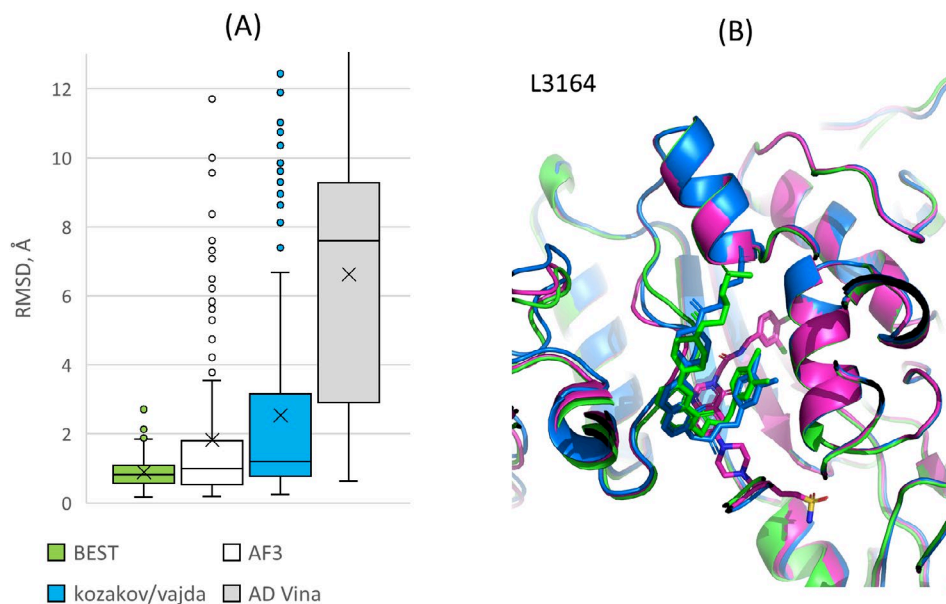 (A)
(B)
L3164
RMSD, Å
12
10
8
6
4
2
0
BEST
AF3
kozakov/vajda
AD Vina